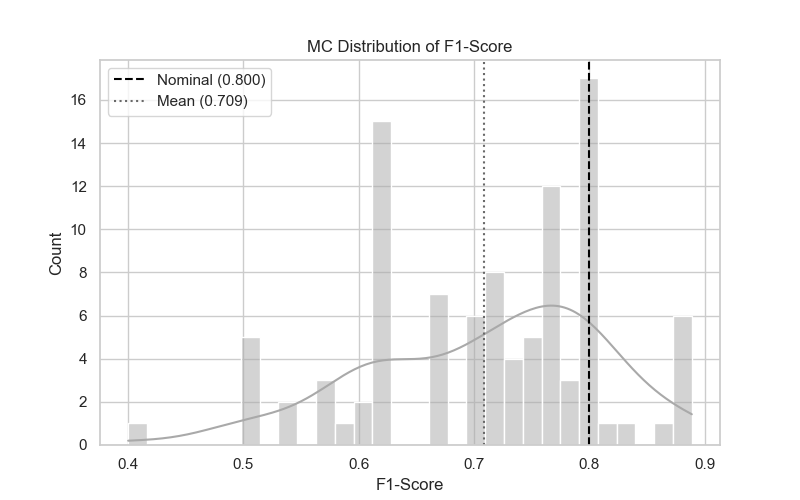 MC Distribution of F1-Score
Nominal (0.800)
Mean (0.709)
Count
16
14
12
10
8
6
4
2
0
0.4 0.5 0.6 0.7 0.8 0.9
F1-Score